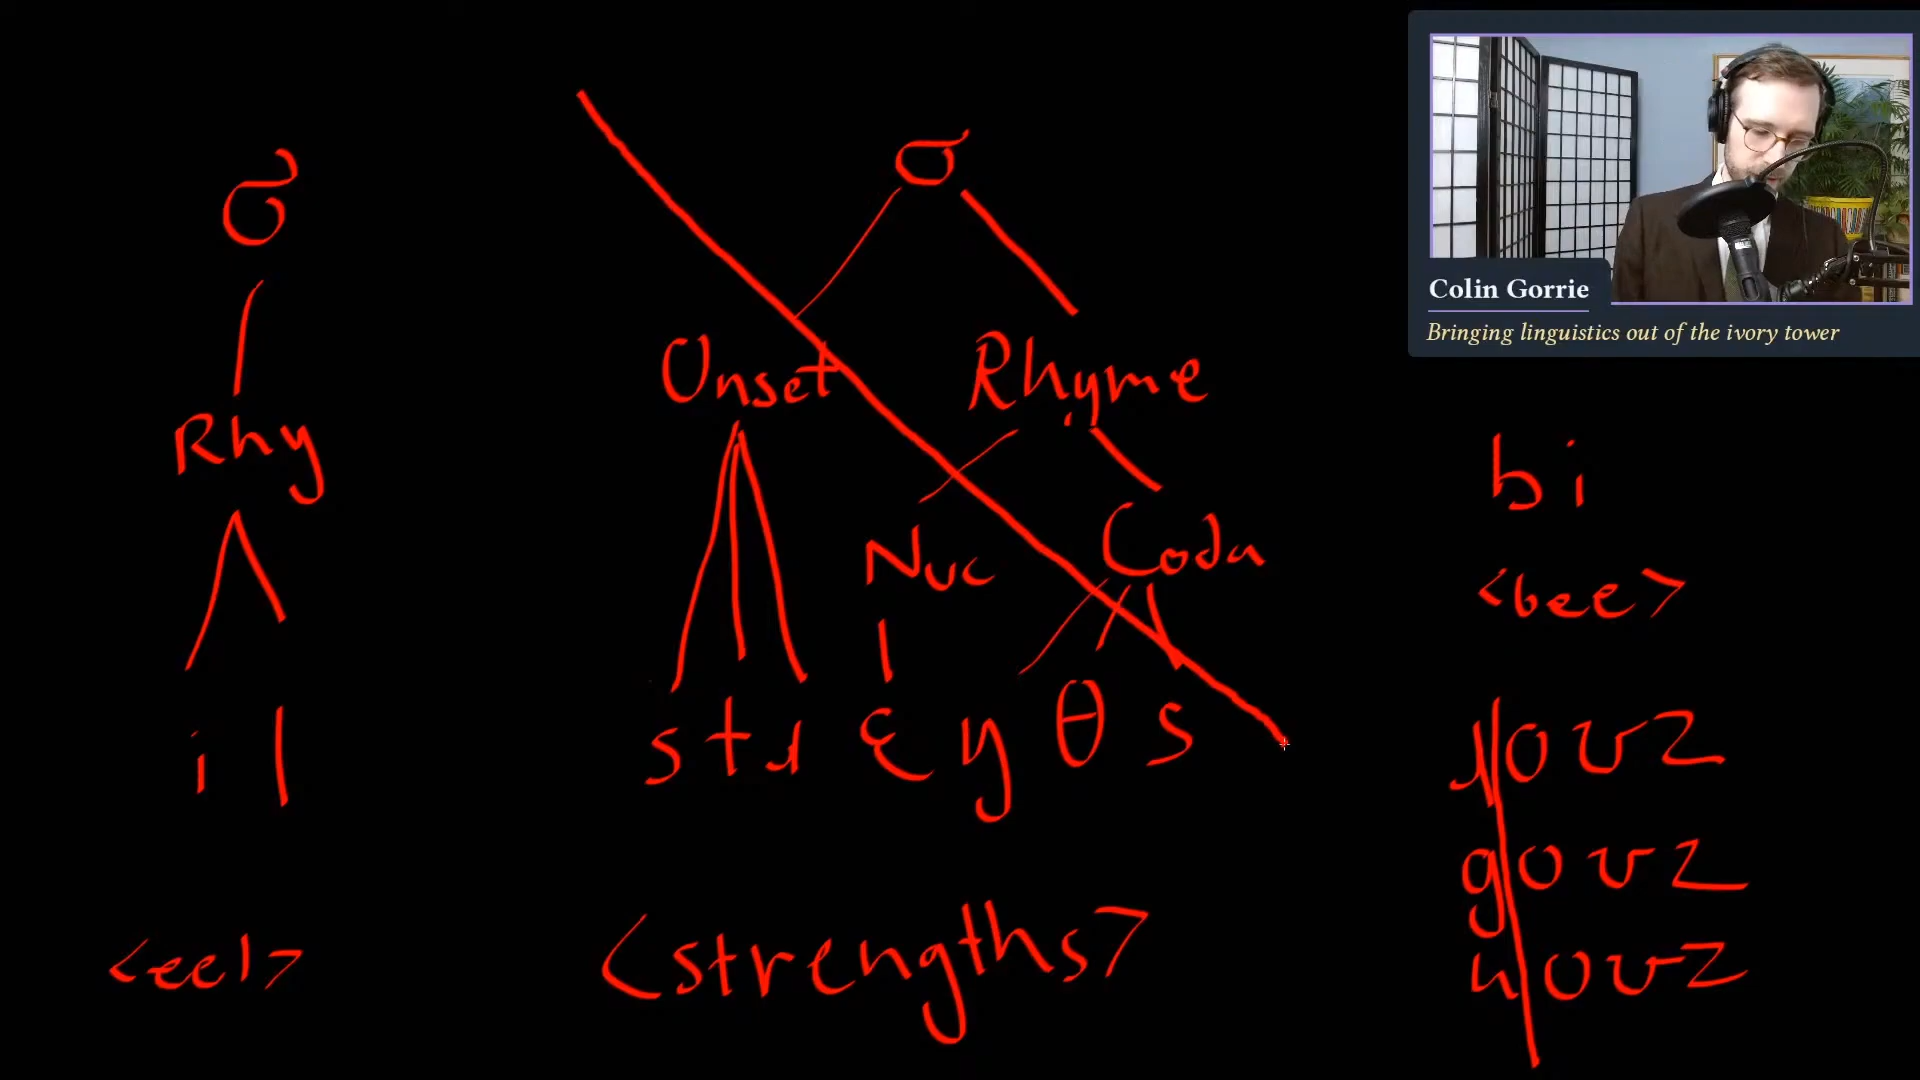 σ
Rhy
i l
<eel>
σ
Onset Rhyme
Nuc Coda
s t ɹ ɛ ŋ θ s
<strengths>
bi
<bee>
ɹoʊz
goʊz
noʊz
Colin Gorrie
Bringing linguistics out of the ivory tower